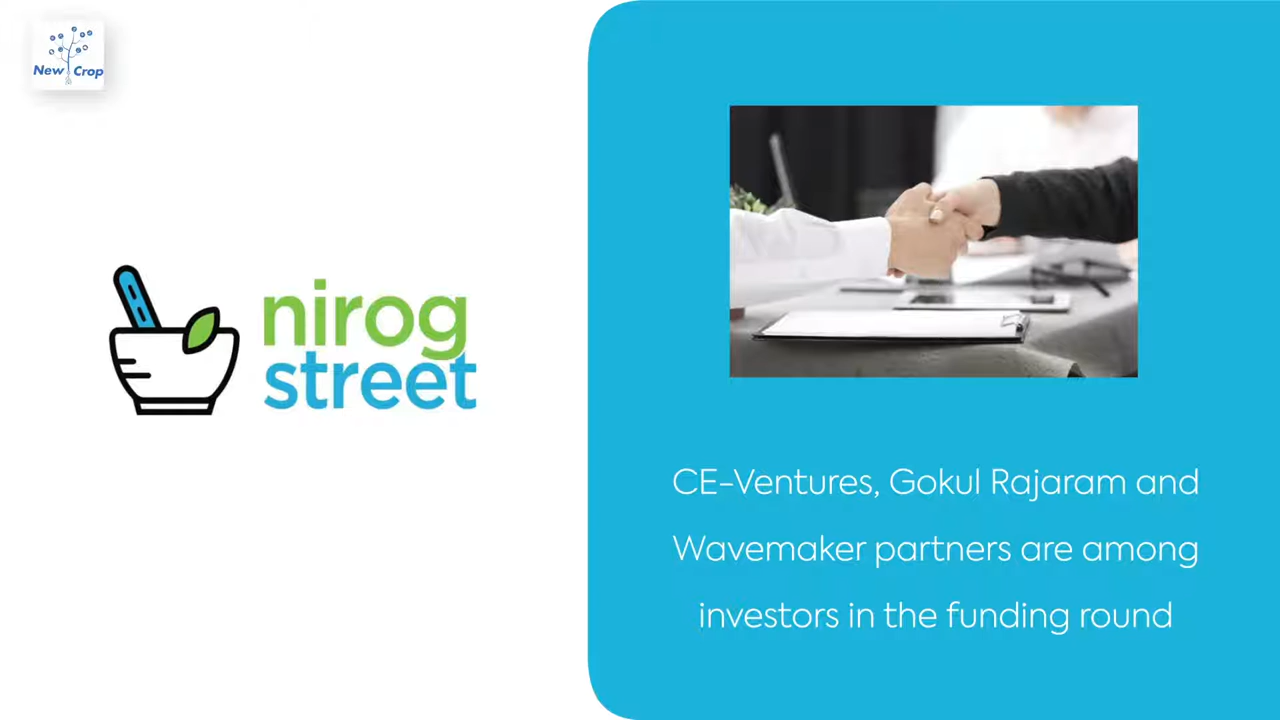 New Crop
nirog
street
CE-Ventures, Gokul Rajaram and
Wavemaker partners are among
investors in the funding round